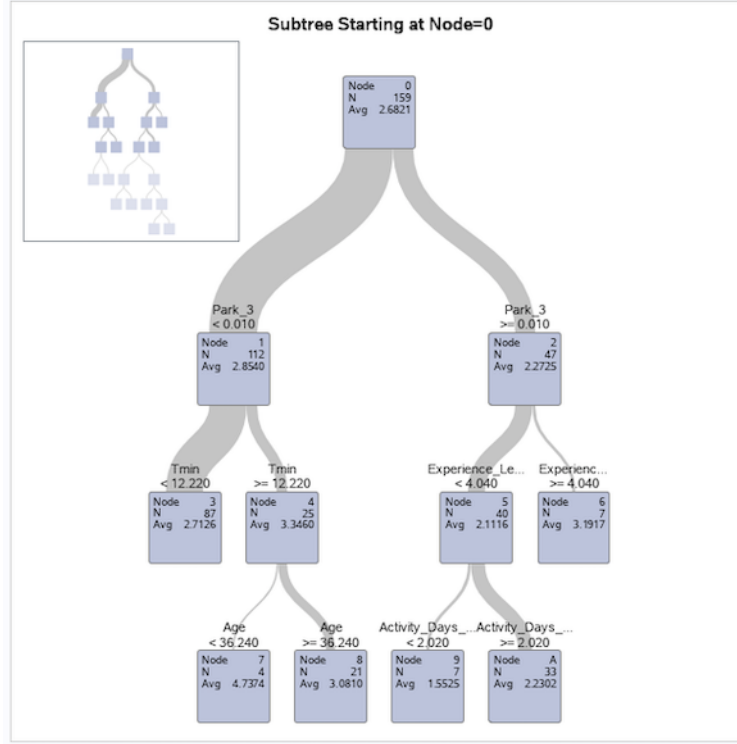 Subtree Starting at Node=0
Node 0
N 159
Avg 2.6821
Park_3
< 0.010
Park_3
>= 0.010
Node 1
N 112
Avg 2.8540
Node 2
N 47
Avg 2.2725
Tmin
< 12.220
Tmin
>= 12.220
Experience_Le...
< 4.040
Experienc...
>= 4.040
Node 3
N 87
Avg 2.7126
Node 4
N 25
Avg 3.3460
Node 5
N 40
Avg 2.1116
Node 6
N 7
Avg 3.1917
Age
< 36.240
Age
>= 36.240
Activity_Days_...
< 2.020
Activity_Days_...
>= 2.020
Node 7
N 4
Avg 4.7374
Node 8
N 21
Avg 3.0810
Node 9
N 7
Avg 1.5525
Node A
N 33
Avg 2.2302